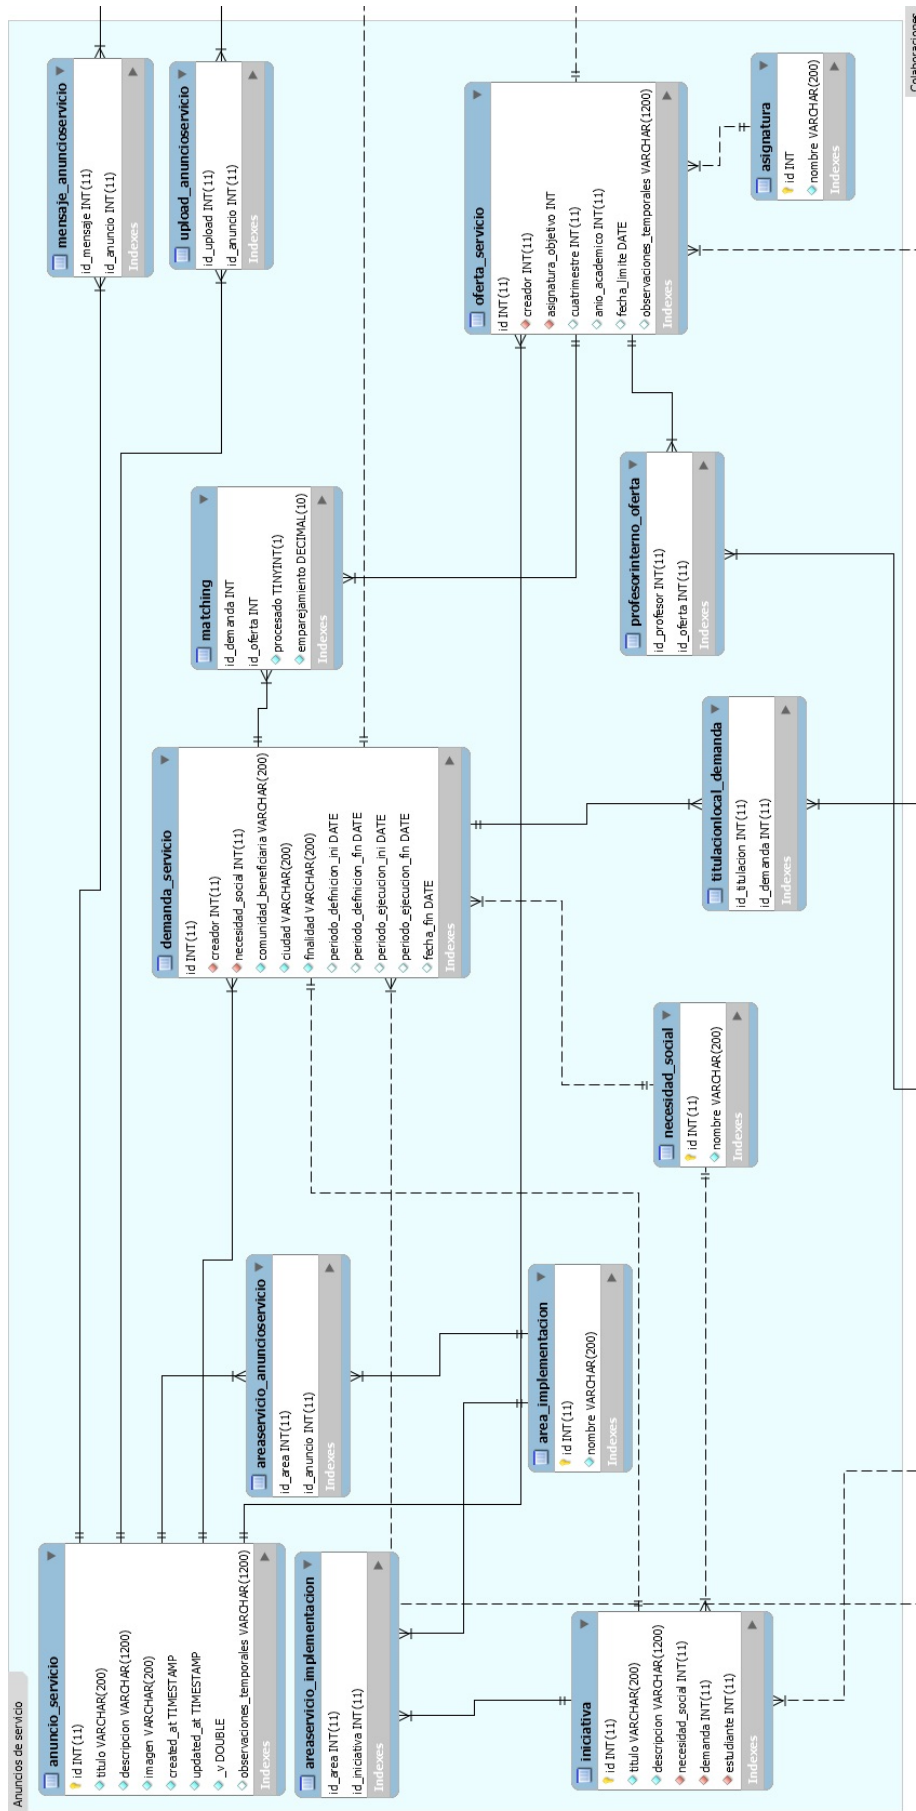 Anuncios de servicio
anuncio_servicio
id INT(11)
titulo VARCHAR(200)
descripcion VARCHAR(1200)
imagen VARCHAR(200)
created_at TIMESTAMP
updated_at TIMESTAMP
_v DOUBLE
observaciones_temporales VARCHAR(1200)
Indexes
areaservicio_implementacion
id_area INT(11)
id_iniciativa INT(11)
Indexes
iniciativa
id INT(11)
titulo VARCHAR(200)
descripcion VARCHAR(1200)
necesidad_social INT(11)
demanda INT(11)
estudiante INT(11)
Indexes
areaservicio_anuncioservicio
id_area INT(11)
id_anuncio INT(11)
Indexes
area_implementacion
id INT(11)
nombre VARCHAR(200)
Indexes
necesidad_social
id INT(11)
nombre VARCHAR(200)
Indexes
demanda_servicio
id INT(11)
creador INT(11)
necesidad_social INT(11)
comunidad_beneficiaria VARCHAR(200)
ciudad VARCHAR(200)
finalidad VARCHAR(200)
periodo_definicion_ini DATE
periodo_definicion_fin DATE
periodo_ejecucion_ini DATE
periodo_ejecucion_fin DATE
fecha_fin DATE
Indexes
titulacionlocal_demanda
id_titulacion INT(11)
id_demanda INT(11)
Indexes
matching
id_demanda INT
id_oferta INT
procesado TINYINT(1)
emparejamiento DECIMAL(10)
Indexes
profesorinterno_oferta
id_profesor INT(11)
id_oferta INT(11)
Indexes
mensaje_anuncioservicio
id_mensaje INT(11)
id_anuncio INT(11)
Indexes
upload_anuncioservicio
id_upload INT(11)
id_anuncio INT(11)
Indexes
oferta_servicio
id INT(11)
creador INT(11)
asignatura_objetivo INT
cuatrimestre INT(11)
anio_academico INT(11)
fecha_limite DATE
observaciones_temporales VARCHAR(1200)
Indexes
asignatura
id INT
nombre VARCHAR(200)
Indexes
Colaboraciones